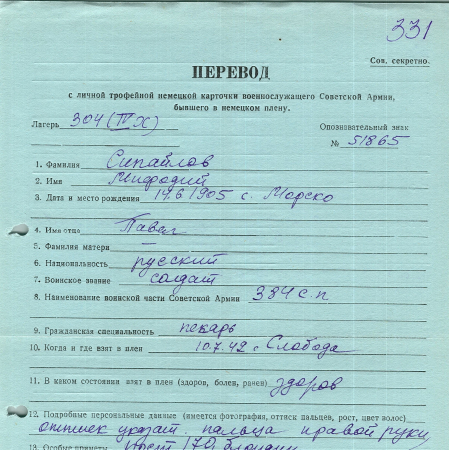 331
Сов. секретно.
ПЕРЕВОД
с личной трофейной немецкой карточки военнослужащего Советской Армии,
бывшего в немецком плену.
Лагерь 304 (IV H)
Опознавательный знак
№ 51865
1. Фамилия Сипайлов
2. Имя Мифодий
3. Дата и место рождения 14.6 1905 с. Морско
4. Имя отца Павел
5. Фамилия матери —
6. Национальность русский
7. Воинское звание солдат
8. Наименование воинской части Советской Армии 384 с.п
9. Гражданская специальность пекарь
10. Когда и где взят в плен 10.7.42 г. Слобода
11. В каком состоянии взят в плен (здоров, болен, ранен) здоров
12. Подробные персональные данные (имеется фотография, оттиск пальцев, рост, цвет волос)
оттиск указат. пальца правой руки
13. Особые приметы рост 170, блондин